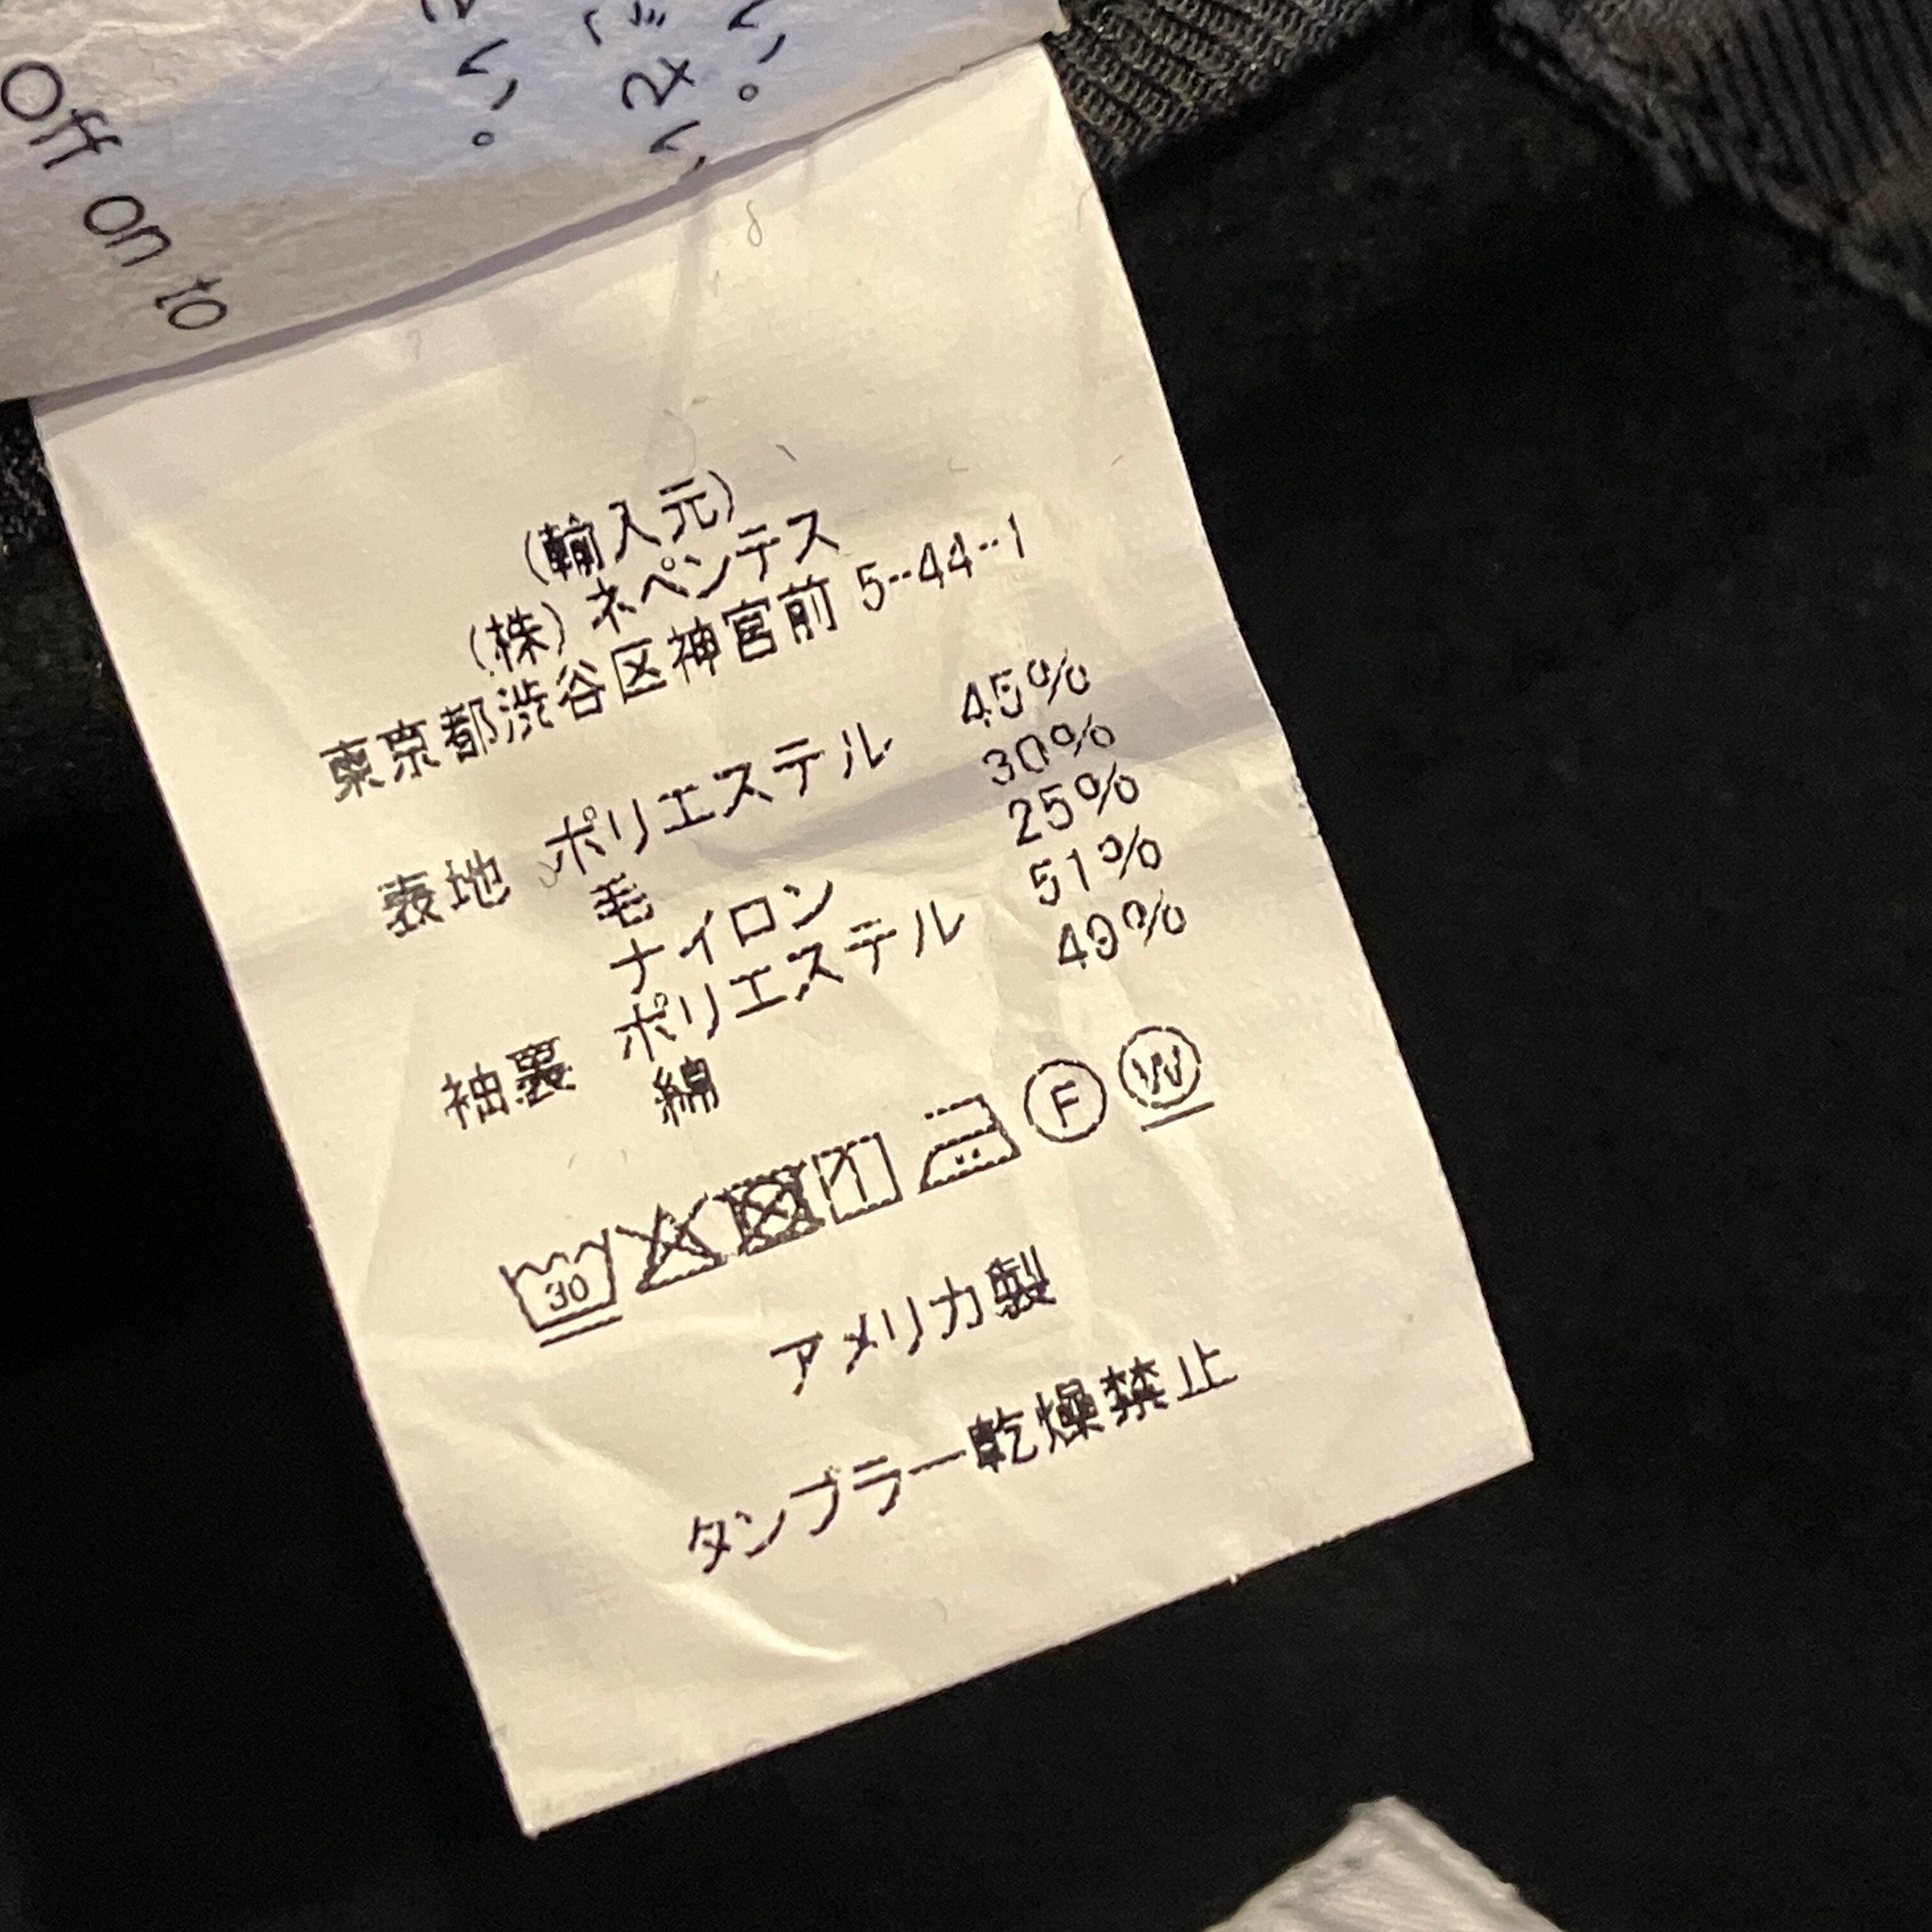 off on to
さい。
(輸入元)
(株) ネペンテス
東京都渋谷区神宮前 5-44-1
表地 ポリエステル 45%
毛 30%
ナイロン 25%
袖裏 ポリエステル 51%
綿 49%
30 F W
アメリカ製
タンブラー乾燥禁止